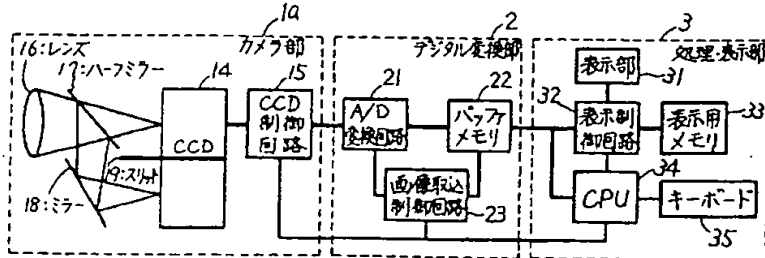 1a
カメラ部
16:レンズ
17:ハーフミラー
14
CCD
19:スリット
18:ミラー
15
CCD
制御
回路
2
デジタル変換部
21
A/D
変換回路
22
バッファ
メモリ
画像取込
制御回路
23
3
処理・表示部
表示部
31
32
表示制
御回路
表示用
メモリ
33
34
CPU
キーボード
35